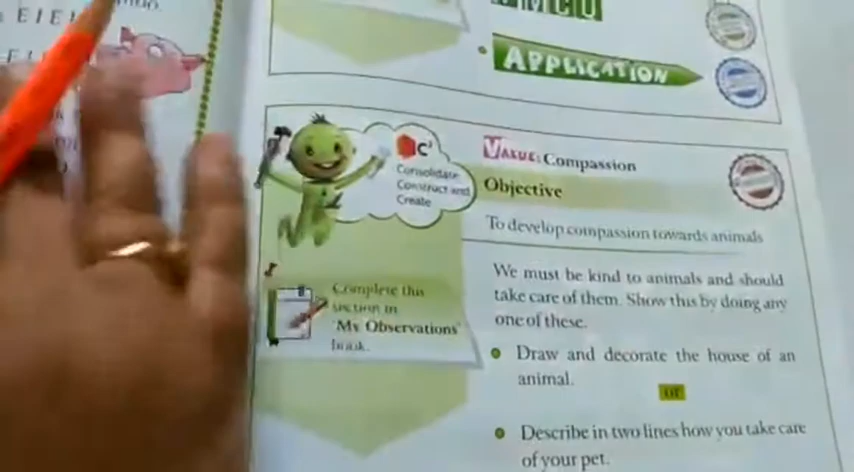 APPLICATION
C²
Consolidate
Construct and
Create
VALUE: Compassion
Objective
To develop compassion towards animals
We must be kind to animals and should
take care of them. Show this by doing any
one of these.
Complete this
section in
'My Observations'
book.
Draw and decorate the house of an
animal.
or
Describe in two lines how you take care
of your pet.